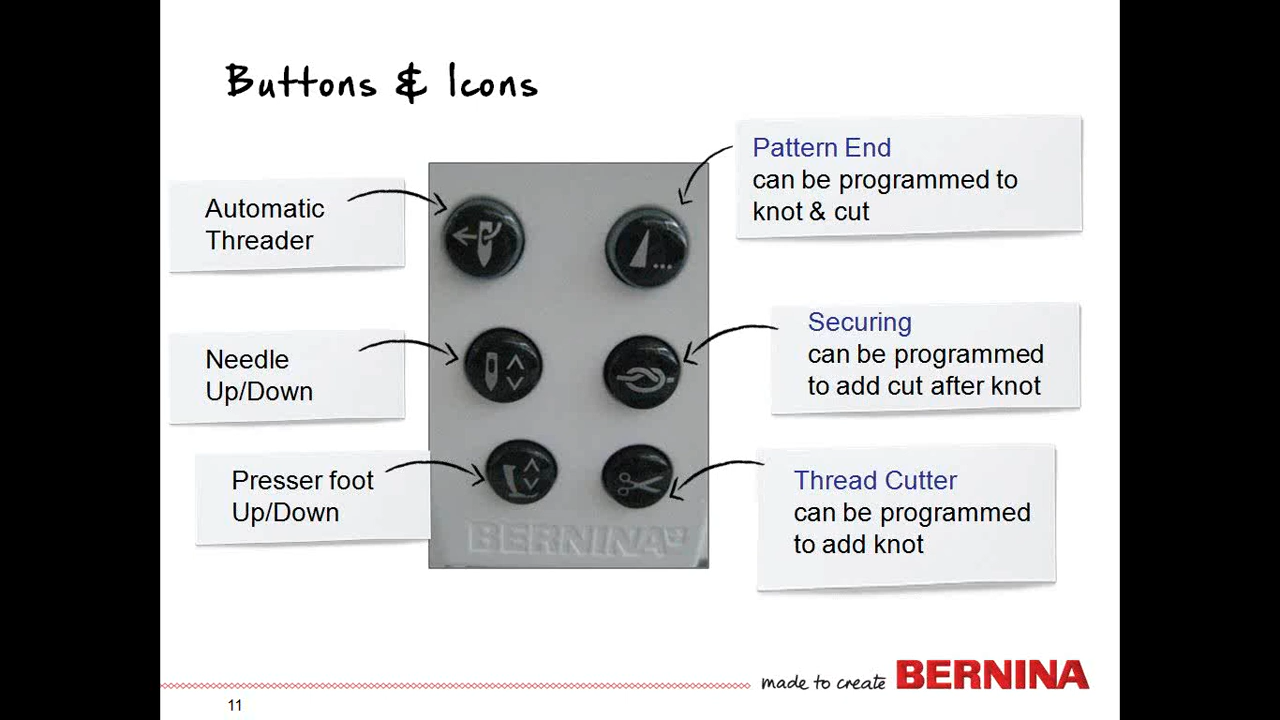 Buttons & Icons
Automatic
Threader
Needle
Up/Down
Presser foot
Up/Down
Pattern End
can be programmed to
knot & cut
Securing
can be programmed
to add cut after knot
Thread Cutter
can be programmed
to add knot
BERNINA
made to create BERNINA
11